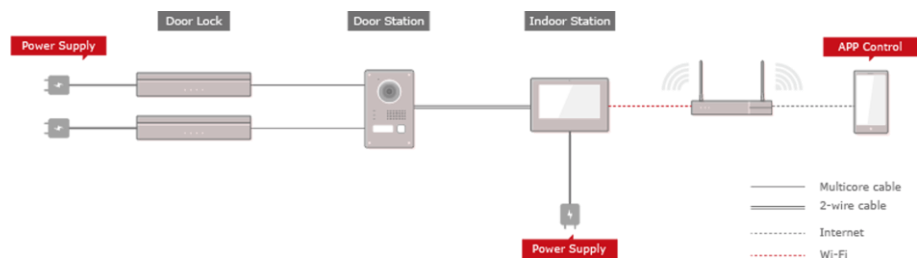 Door Lock
Door Station
Indoor Station
Power Supply
APP Control
Multicore cable
2-wire cable
Internet
Power Supply
Wi-Fi